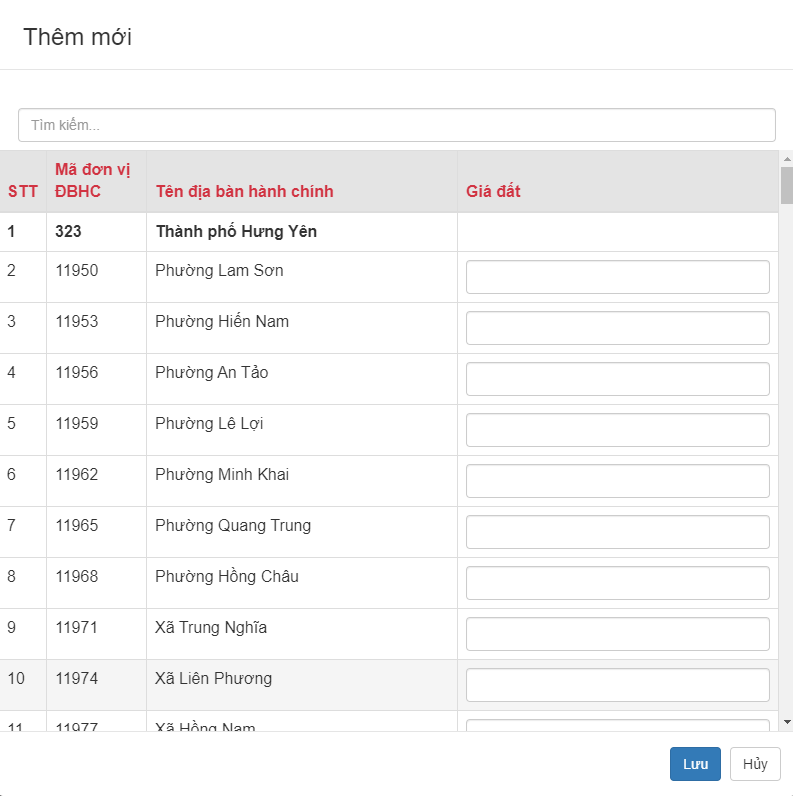 Thêm mới
Tìm kiếm...
STT Mã đơn vị ĐBHC Tên địa bàn hành chính Giá đất
1 323 Thành phố Hưng Yên
2 11950 Phường Lam Sơn
3 11953 Phường Hiến Nam
4 11956 Phường An Tảo
5 11959 Phường Lê Lợi
6 11962 Phường Minh Khai
7 11965 Phường Quang Trung
8 11968 Phường Hồng Châu
9 11971 Xã Trung Nghĩa
10 11974 Xã Liên Phương
11 11977 Xã Hồng Nam
Lưu Hủy